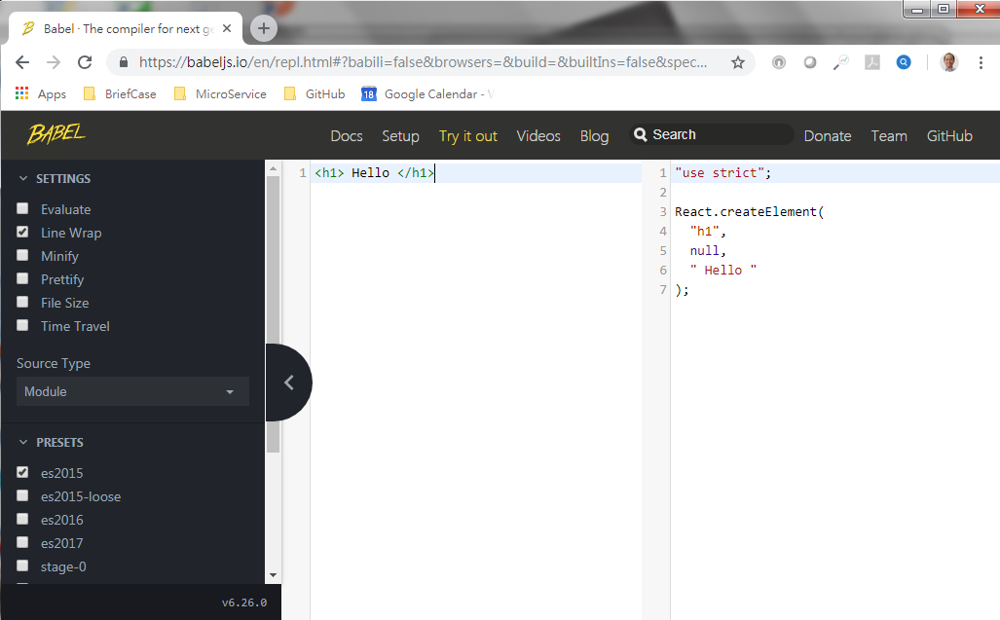 Babel · The compiler for next ge
https://babeljs.io/en/repl.html#?babili=false&browsers=&build=&builtIns=false&spec...
Apps BriefCase MicroService GitHub 18 Google Calendar - V
BABEL Docs Setup Try it out Videos Blog Search Donate Team GitHub
SETTINGS
Evaluate
Line Wrap
Minify
Prettify
File Size
Time Travel
Source Type
Module
PRESETS
es2015
es2015-loose
es2016
es2017
stage-0
v6.26.0
1 <h1> Hello </h1>
1 "use strict";
2
3 React.createElement(
4 "h1",
5 null,
6 " Hello "
7 );